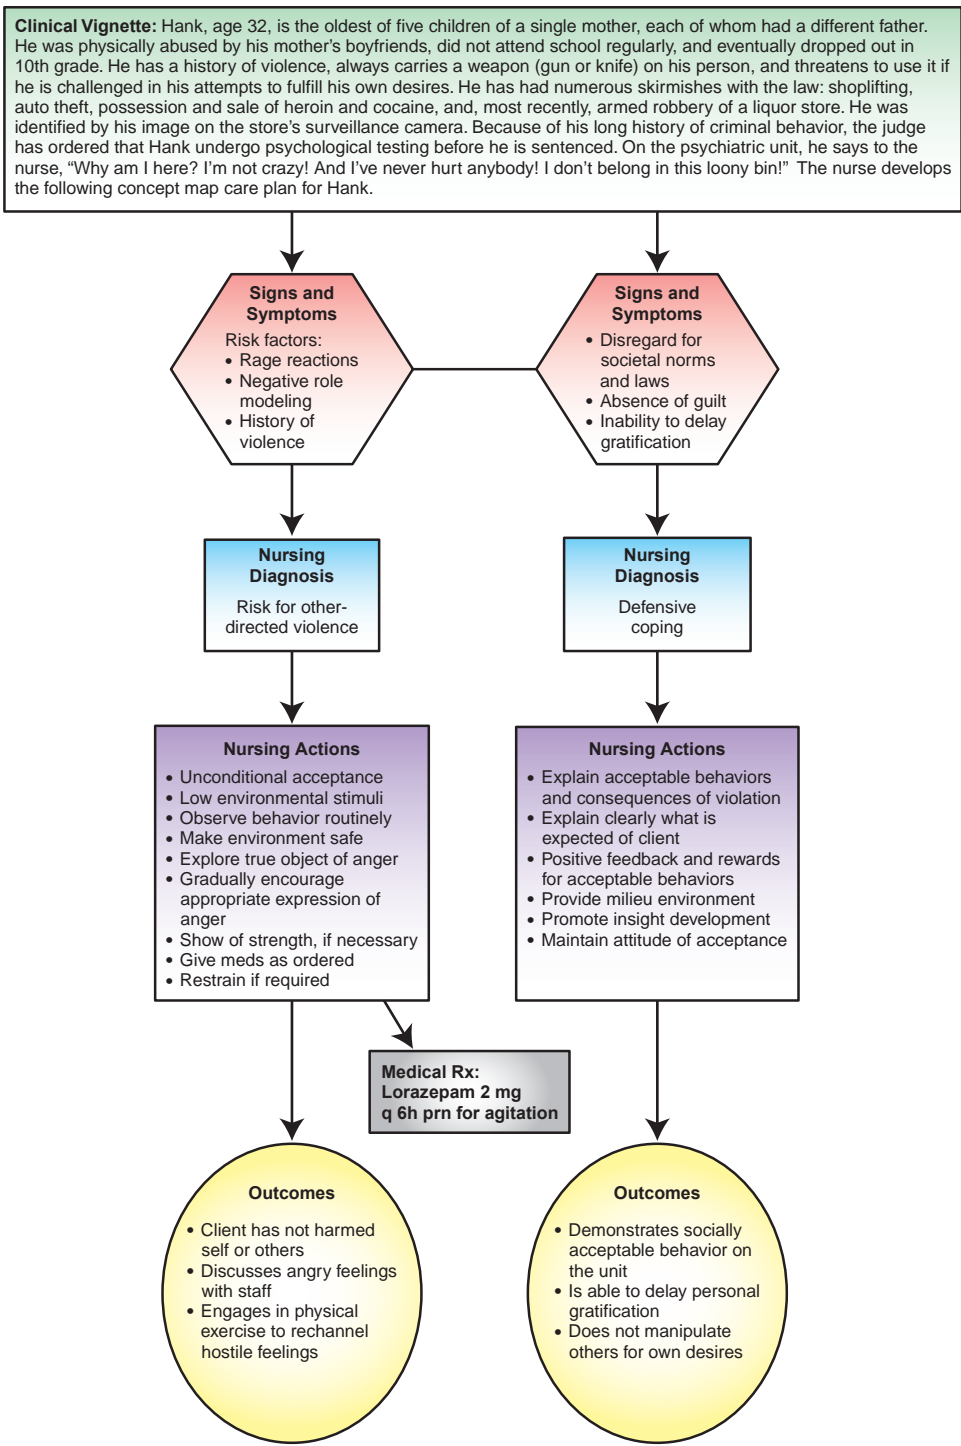 Clinical Vignette: Hank, age 32, is the oldest of five children of a single mother, each of whom had a different father.
He was physically abused by his mother’s boyfriends, did not attend school regularly, and eventually dropped out in
10th grade. He has a history of violence, always carries a weapon (gun or knife) on his person, and threatens to use it if
he is challenged in his attempts to fulfill his own desires. He has had numerous skirmishes with the law: shoplifting,
auto theft, possession and sale of heroin and cocaine, and, most recently, armed robbery of a liquor store. He was
identified by his image on the store’s surveillance camera. Because of his long history of criminal behavior, the judge
has ordered that Hank undergo psychological testing before he is sentenced. On the psychiatric unit, he says to the
nurse, “Why am I here? I’m not crazy! And I’ve never hurt anybody! I don’t belong in this loony bin!” The nurse develops
the following concept map care plan for Hank.
Signs and
Symptoms
Risk factors:
• Rage reactions
• Negative role
modeling
• History of
violence
Signs and
Symptoms
• Disregard for
societal norms
and laws
• Absence of guilt
• Inability to delay
gratification
Nursing
Diagnosis
Risk for other-
directed violence
Nursing
Diagnosis
Defensive
coping
Nursing Actions
• Unconditional acceptance
• Low environmental stimuli
• Observe behavior routinely
• Make environment safe
• Explore true object of anger
• Gradually encourage
appropriate expression of
anger
• Show of strength, if necessary
• Give meds as ordered
• Restrain if required
Nursing Actions
• Explain acceptable behaviors
and consequences of violation
• Explain clearly what is
expected of client
• Positive feedback and rewards
for acceptable behaviors
• Provide milieu environment
• Promote insight development
• Maintain attitude of acceptance
Medical Rx:
Lorazepam 2 mg
q 6h prn for agitation
Outcomes
• Client has not harmed
self or others
• Discusses angry feelings
with staff
• Engages in physical
exercise to rechannel
hostile feelings
Outcomes
• Demonstrates socially
acceptable behavior on
the unit
• Is able to delay personal
gratification
• Does not manipulate
others for own desires